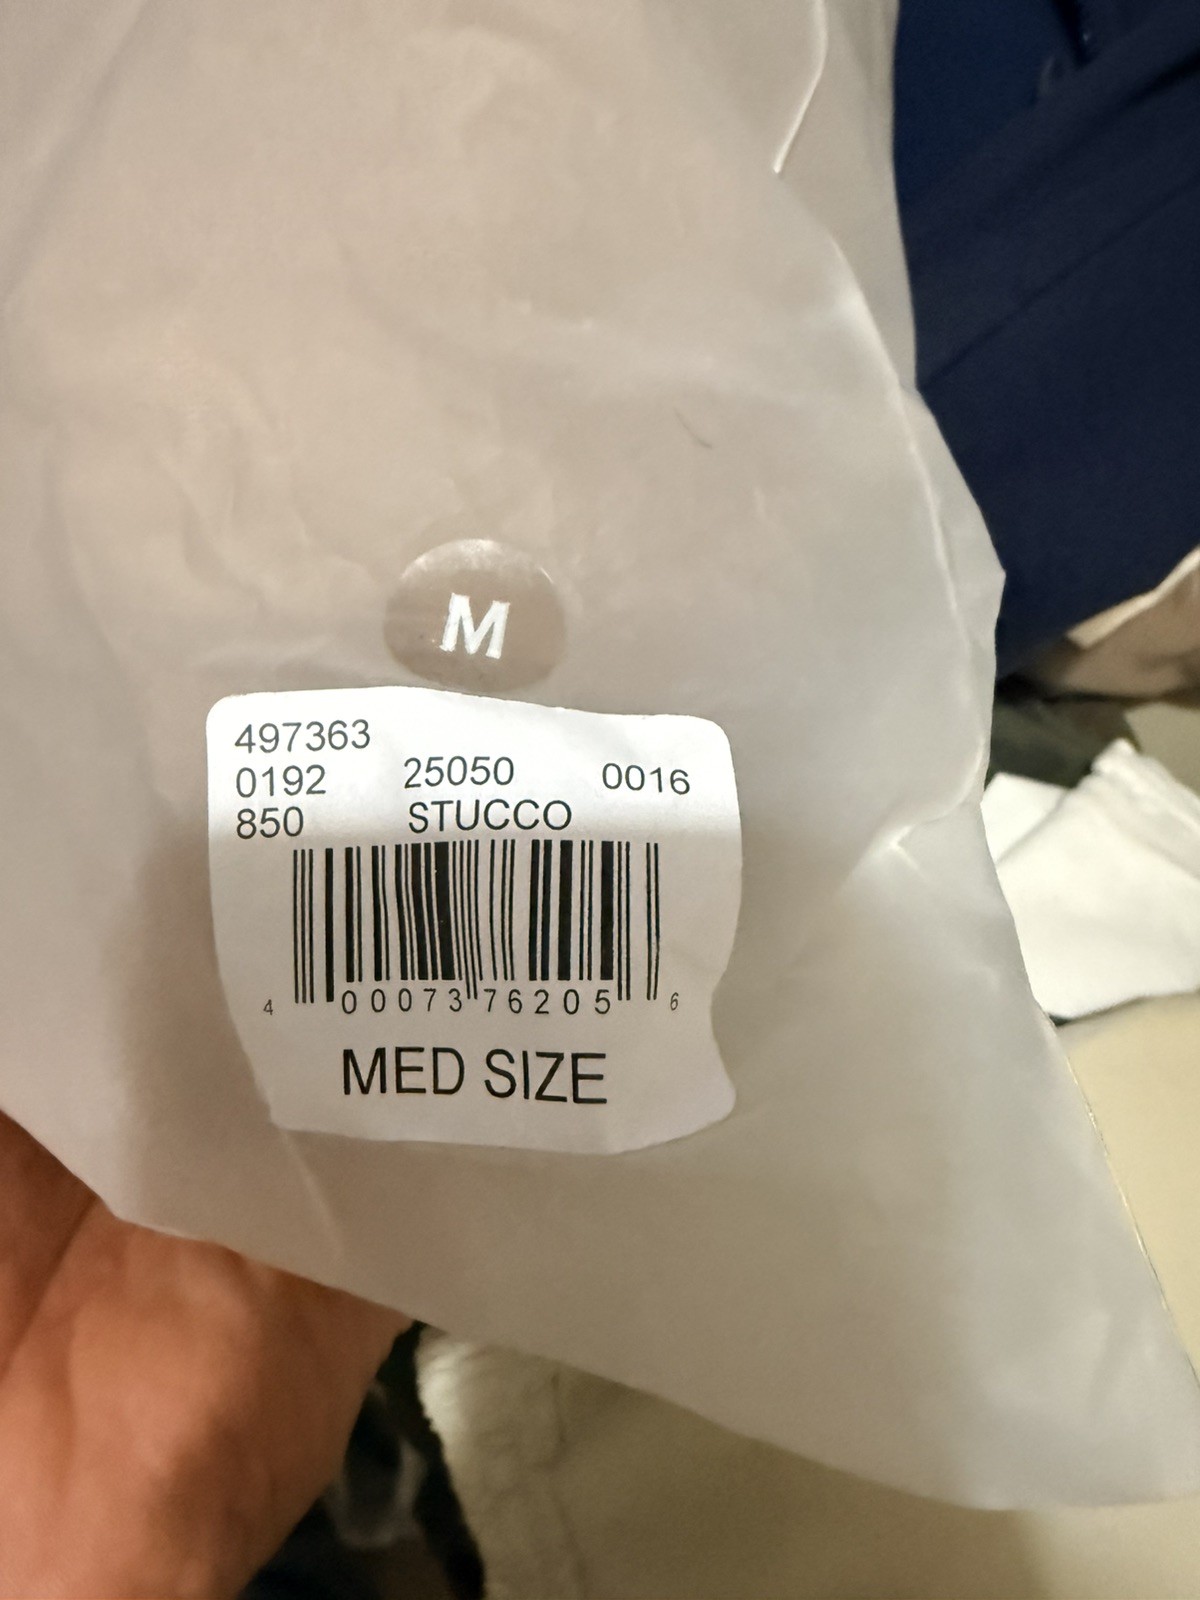 M
497363
0192 25050 0016
850 STUCCO
4 00073 76205 6
MED SIZE